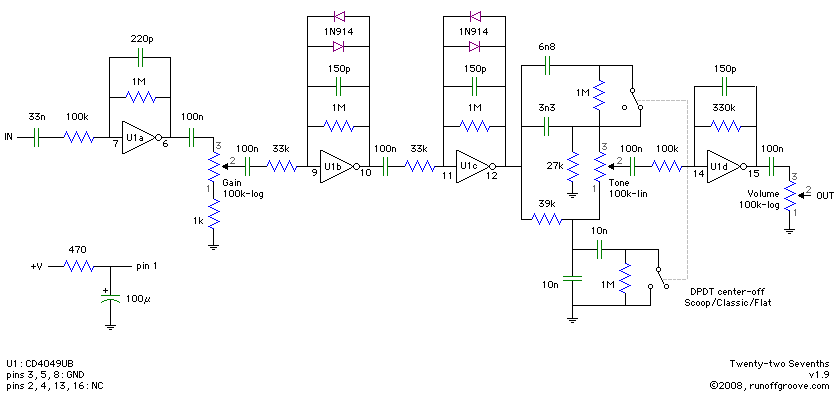 220p
1M
33n
100k
100n
IN
7
U1a
6
3
2
1
Gain
100k-log
1k
1N914
150p
1M
100n
33k
9
U1b
10
1N914
150p
1M
100n
33k
11
U1c
12
6n8
1M
3n3
27k
3
2
1
Tone
100k-lin
39k
10n
10n
1M
DPDT center-off
Scoop/Classic/Flat
150p
330k
100n
100k
14
U1d
15
100n
3
2
1
Volume
100k-log
OUT
+V
470
pin 1
+
100µ
U1: CD4049UB
pins 3, 5, 8: GND
pins 2, 4, 13, 16: NC
Twenty-two Sevenths
v1.9
©2008, runoffgroove.com